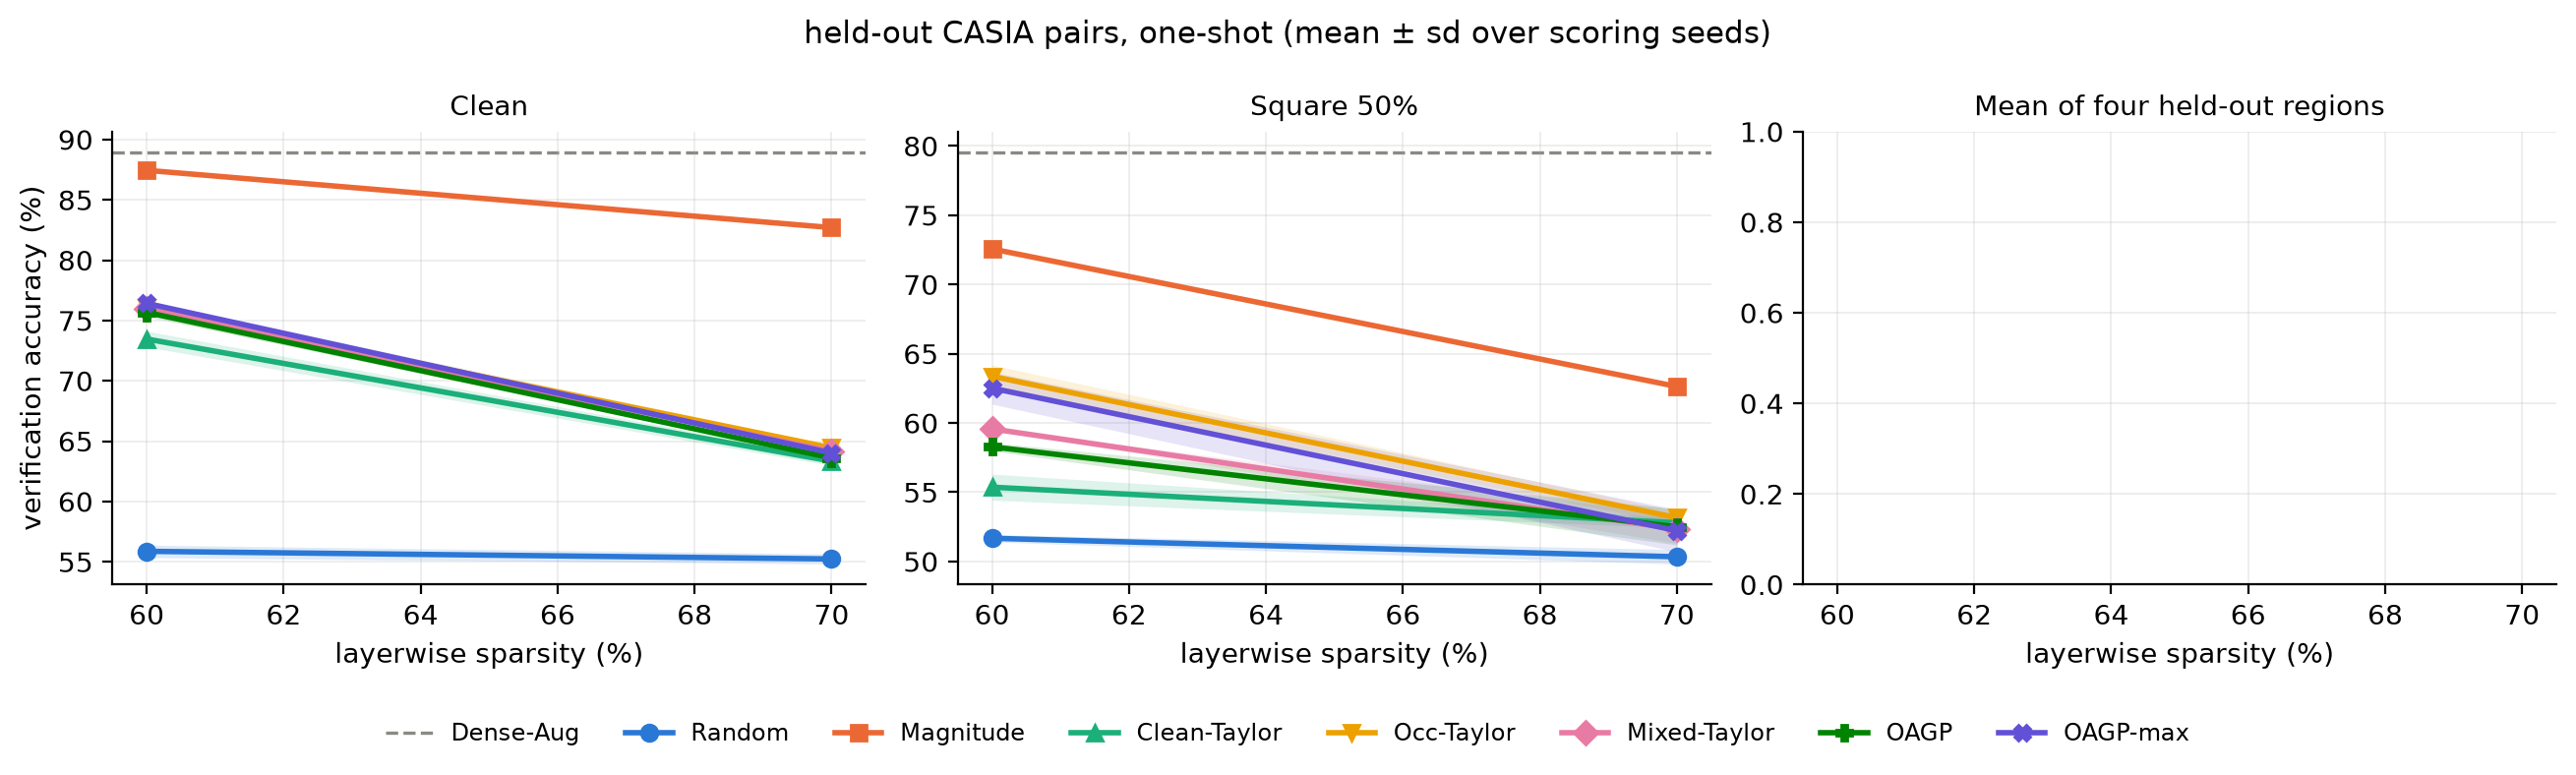 held-out CASIA pairs, one-shot (mean ± sd over scoring seeds)
Clean
verification accuracy (%)
90
85
80
75
70
65
60
55
60 62 64 66 68 70
layerwise sparsity (%)
Square 50%
80
75
70
65
60
55
50
60 62 64 66 68 70
layerwise sparsity (%)
Mean of four held-out regions
1.0
0.8
0.6
0.4
0.2
0.0
60 62 64 66 68 70
layerwise sparsity (%)
Dense-Aug Random Magnitude Clean-Taylor Occ-Taylor Mixed-Taylor OAGP OAGP-max